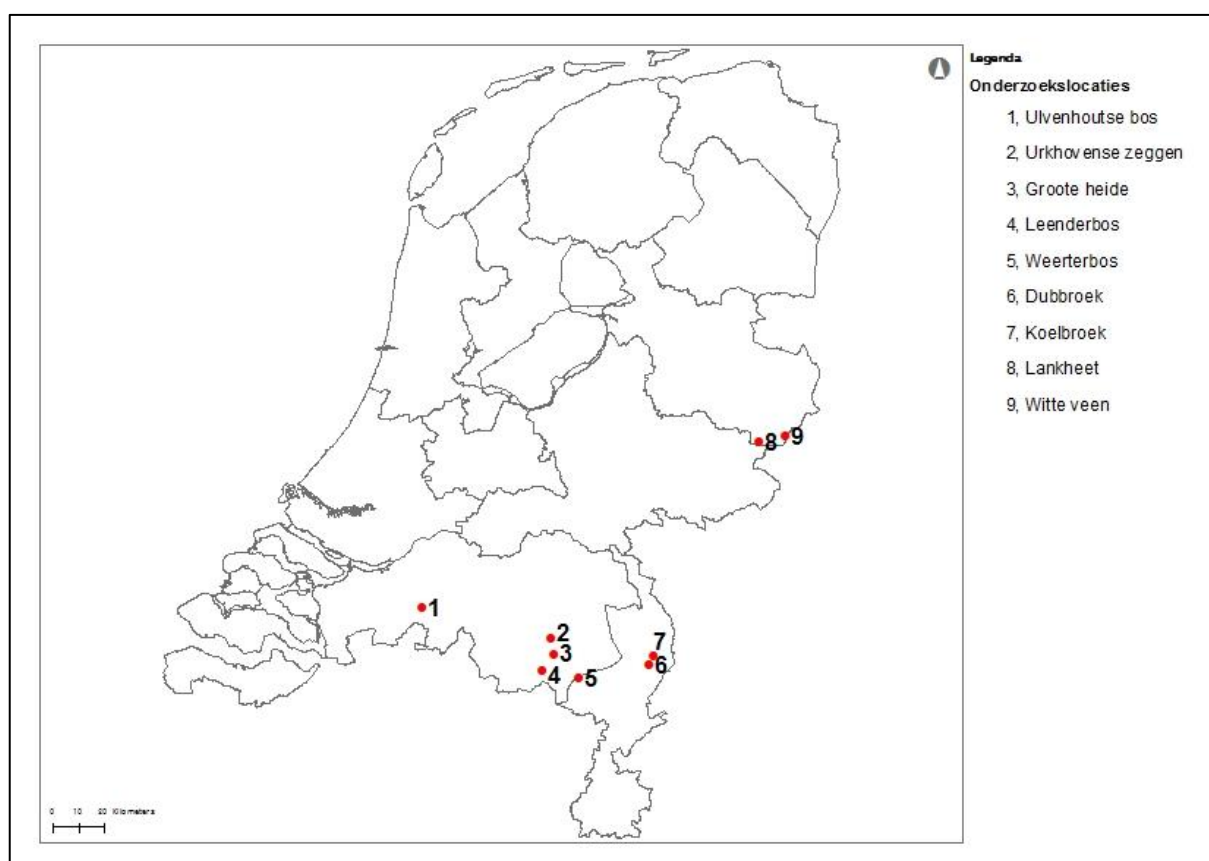 Legenda
Onderzoekslocaties
1, Ulvenhoutse bos
2, Urkhovense zeggen
3, Groote heide
4, Leenderbos
5, Weerterbos
6, Dubbroek
7, Koelbroek
8, Lankheet
9, Witte veen
8 9
1
2
3
7
6
4
5
0 10 20 Kilometers